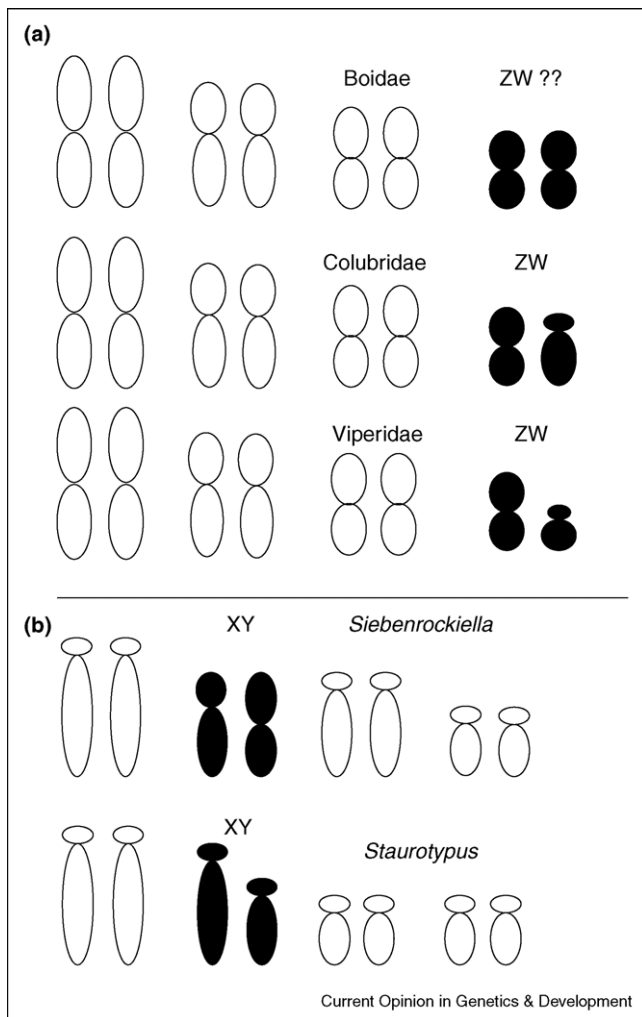 (a)
Boidae ZW ??
Colubridae ZW
Viperidae ZW
(b) XY Siebenrockiella
XY
Staurotypus
Current Opinion in Genetics & Development